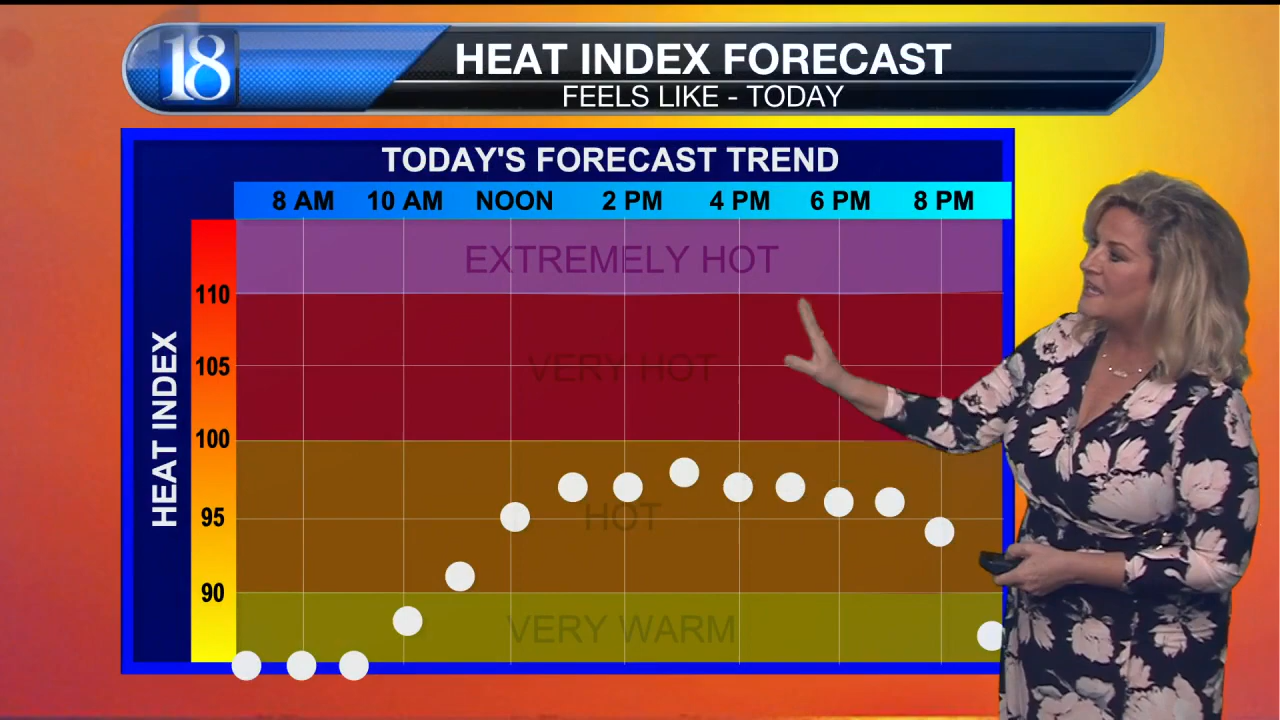 18
HEAT INDEX FORECAST
FEELS LIKE - TODAY
TODAY'S FORECAST TREND
8 AM 10 AM NOON 2 PM 4 PM 6 PM 8 PM
EXTREMELY HOT
110
VERY HOT
105
100
HEAT INDEX
95
HOT
90
VERY WARM